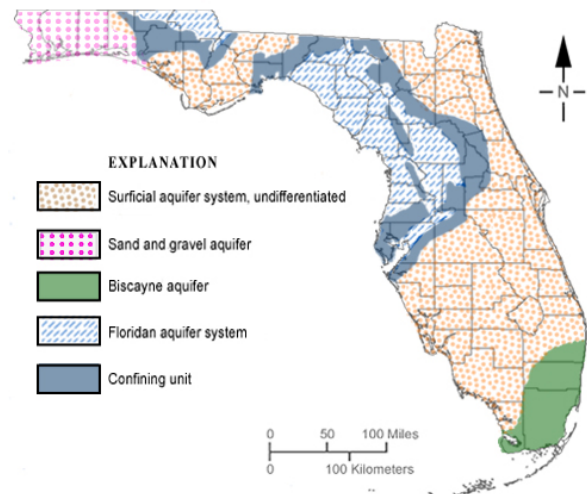 N
EXPLANATION
Surficial aquifer system, undifferentiated
Sand and gravel aquifer
Biscayne aquifer
Floridan aquifer system
Confining unit
0 50 100 Miles
0 100 Kilometers